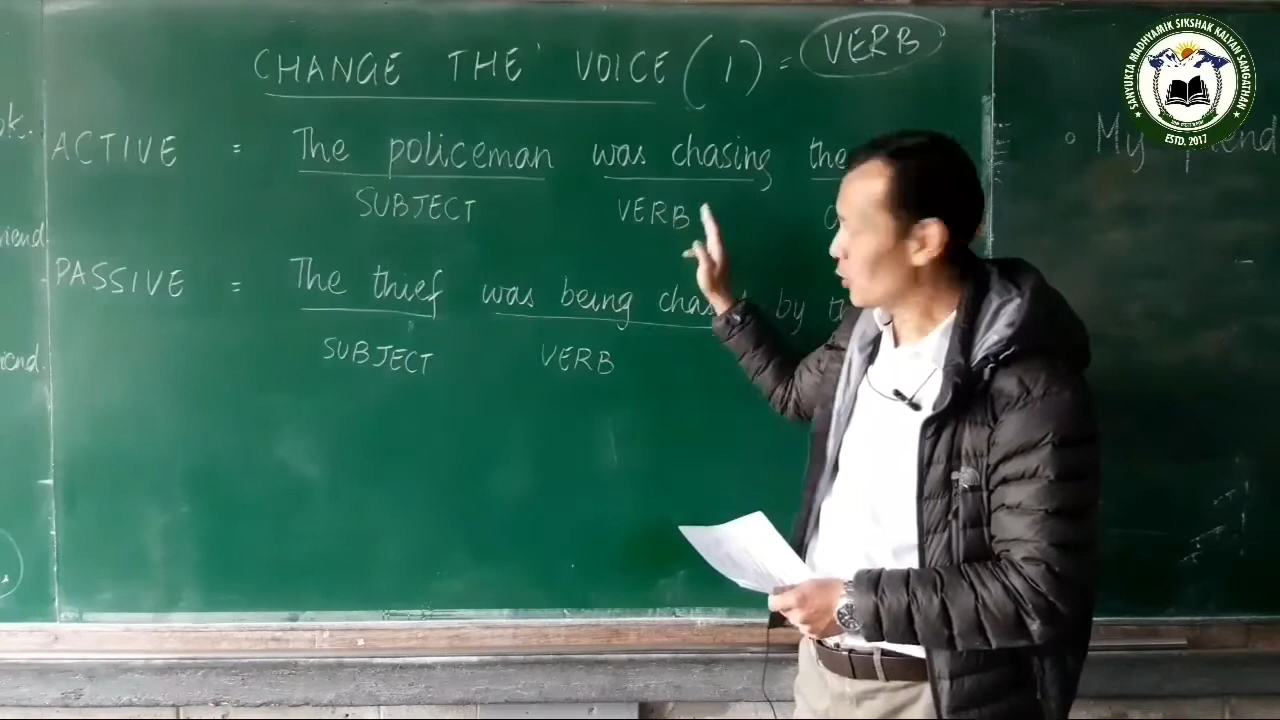 CHANGE THE VOICE (1) = VERB
ACTIVE = The policeman was chasing the
SUBJECT VERB
PASSIVE = The thief was being by
SUBJECT VERB
My friend
SANYUKTA MADHYAMIK SIKSHAK KALYAN SANGATHAN
ESTD. 2017